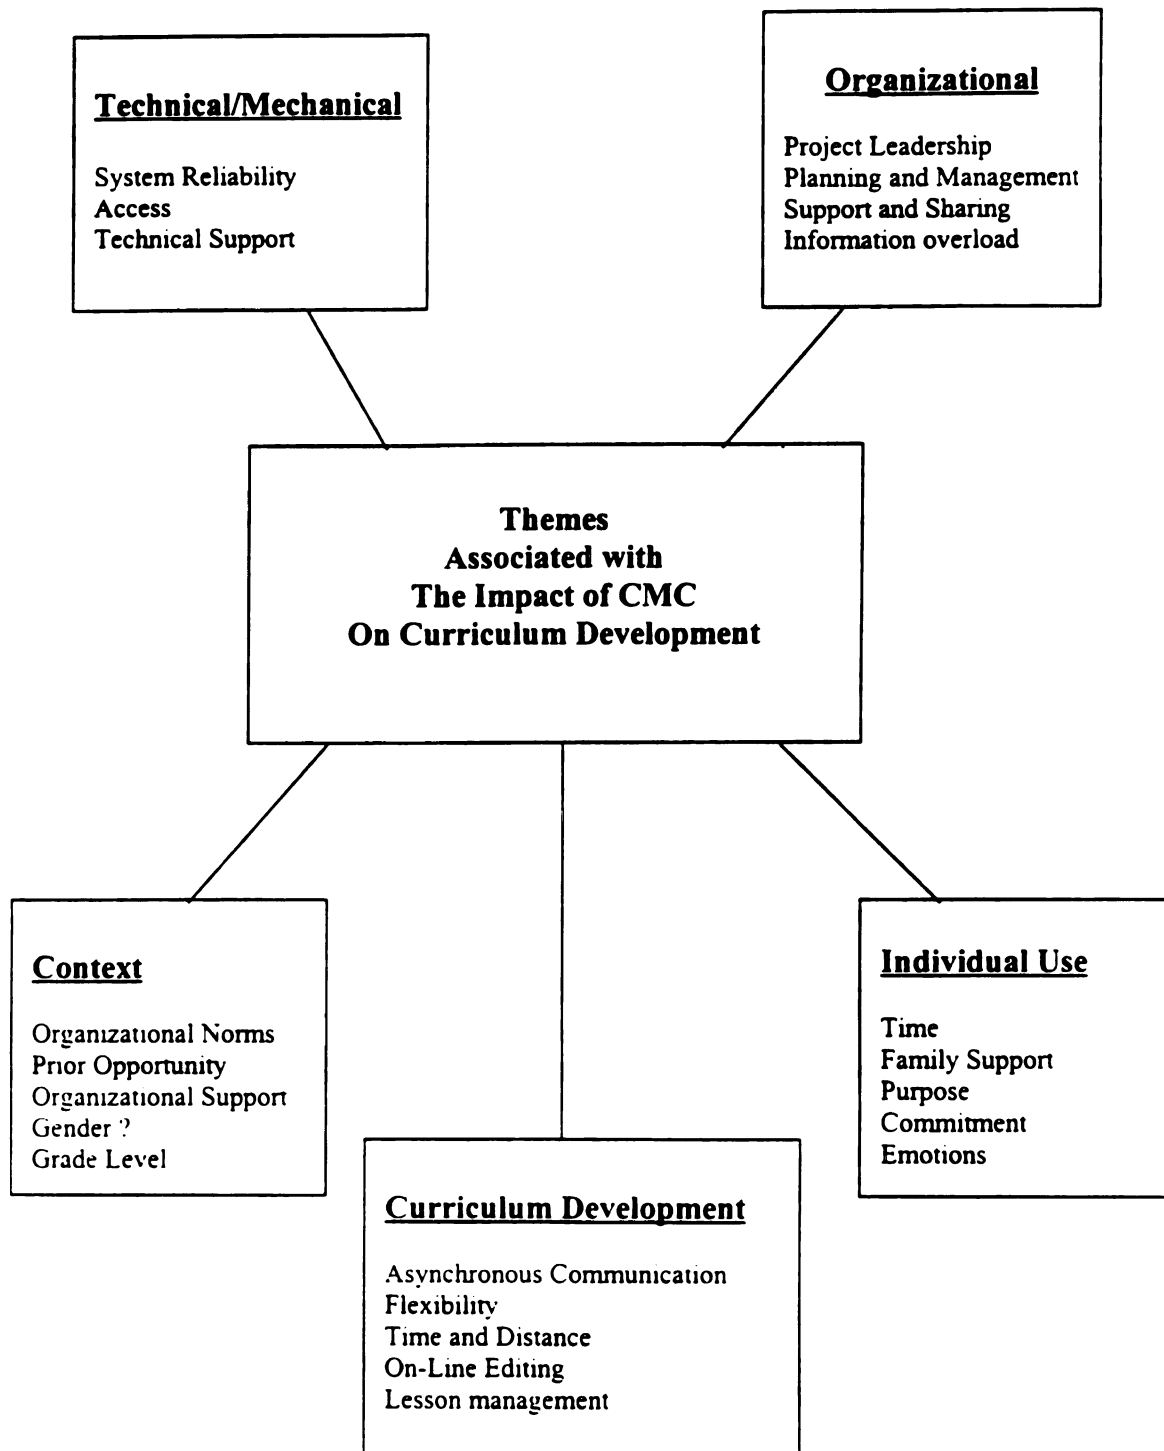 Technical/Mechanical
System Reliability
Access
Technical Support
Organizational
Project Leadership
Planning and Management
Support and Sharing
Information overload
Themes
Associated with
The Impact of CMC
On Curriculum Development
Context
Organizational Norms
Prior Opportunity
Organizational Support
Gender ?
Grade Level
Curriculum Development
Asynchronous Communication
Flexibility
Time and Distance
On-Line Editing
Lesson management
Individual Use
Time
Family Support
Purpose
Commitment
Emotions